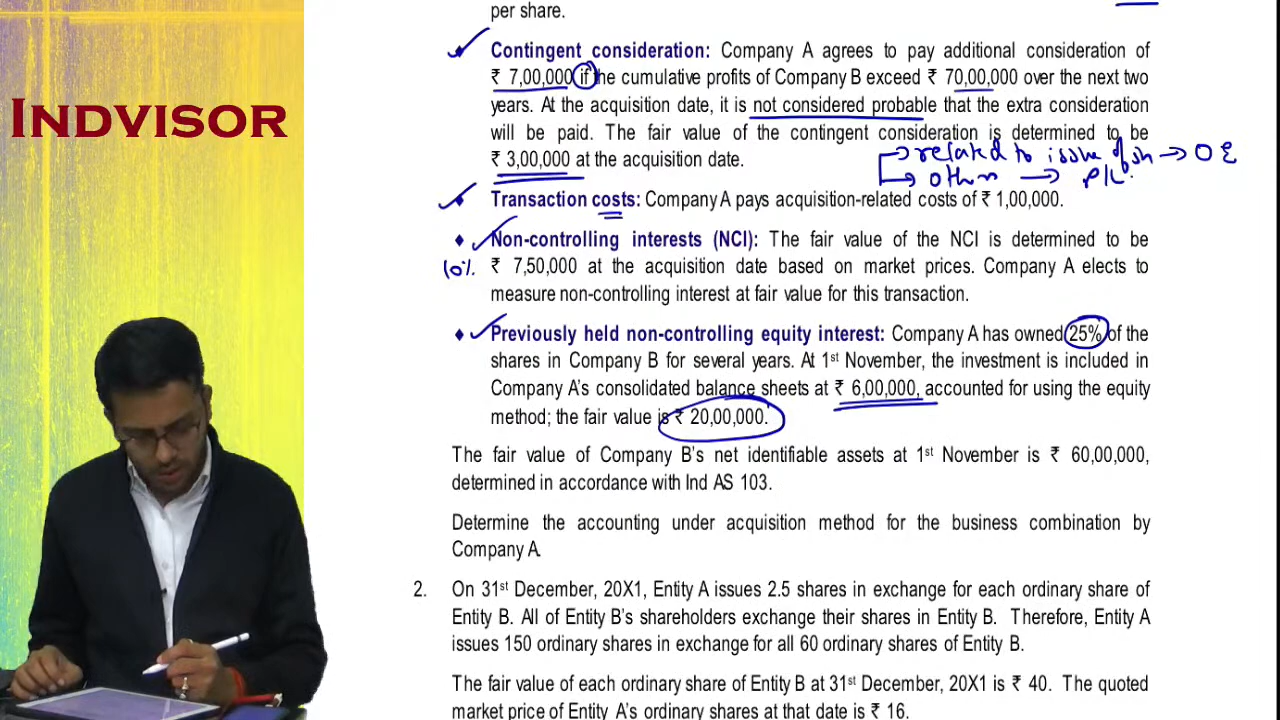 INDVISOR
per share.
Contingent consideration: Company A agrees to pay additional consideration of
₹ 7,00,000 if the cumulative profits of Company B exceed ₹ 70,00,000 over the next two
years. At the acquisition date, it is not considered probable that the extra consideration
will be paid. The fair value of the contingent consideration is determined to be
₹ 3,00,000 at the acquisition date.
related to issue of sh → OE
others → P/L.
Transaction costs: Company A pays acquisition-related costs of ₹ 1,00,000.
♦ Non-controlling interests (NCI): The fair value of the NCI is determined to be
10% ₹ 7,50,000 at the acquisition date based on market prices. Company A elects to
measure non-controlling interest at fair value for this transaction.
♦ Previously held non-controlling equity interest: Company A has owned 25% of the
shares in Company B for several years. At 1st November, the investment is included in
Company A's consolidated balance sheets at ₹ 6,00,000, accounted for using the equity
method; the fair value is ₹ 20,00,000.
The fair value of Company B's net identifiable assets at 1st November is ₹ 60,00,000,
determined in accordance with Ind AS 103.
Determine the accounting under acquisition method for the business combination by
Company A.
2. On 31st December, 20X1, Entity A issues 2.5 shares in exchange for each ordinary share of
Entity B. All of Entity B's shareholders exchange their shares in Entity B. Therefore, Entity A
issues 150 ordinary shares in exchange for all 60 ordinary shares of Entity B.
The fair value of each ordinary share of Entity B at 31st December, 20X1 is ₹ 40. The quoted
market price of Entity A's ordinary shares at that date is ₹ 16.